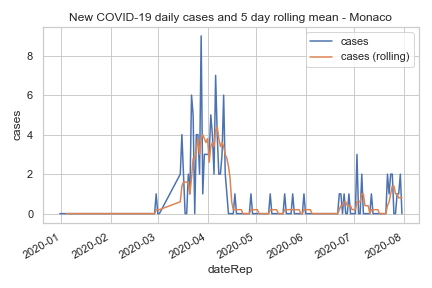 New COVID-19 daily cases and 5 day rolling mean - Monaco
cases
cases (rolling)
cases
8
6
4
2
0
2020-01
2020-02
2020-03
2020-04
2020-05
2020-06
2020-07
2020-08
dateRep